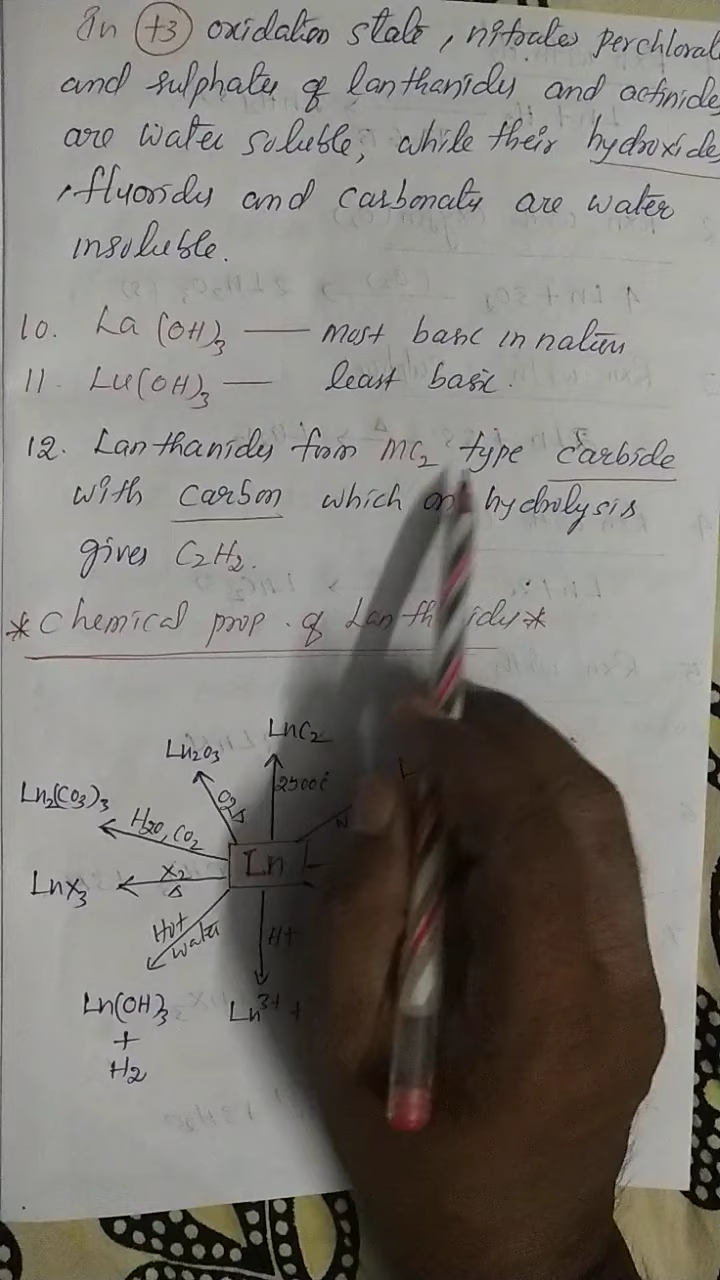 In +3 oxidation state, nitrates perchlorat
and sulphates of lanthanides and actinide
are water soluble, while their hydroxide
, fluorides and carbonates are water
insoluble.
10. La(OH)3 — most basic in nature
11. Lu(OH)3 — least basic.
12. Lanthanides form MC2 type carbide
with carbon which on hydrolysis
gives C2H2.
*Chemical prop. of Lanthides*
LnC2
Ln2O3
2500C
O2 Δ
Ln2(CO3)3
H2O, CO2
Ln
LnX3
X2
Δ
Hot
water
H+
Ln(OH)3
+
H2
Ln3+ +